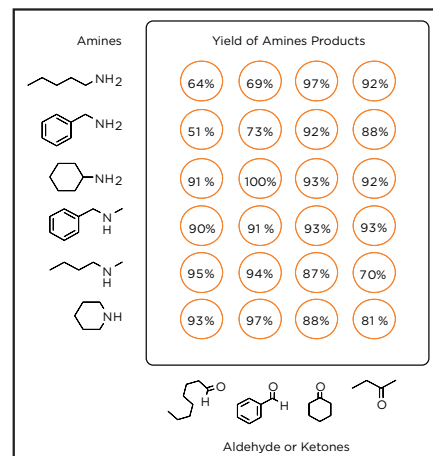 Amines Yield of Amines Products
NH2 64% 69% 97% 92%
NH2 51% 73% 92% 88%
NH2 91% 100% 93% 92%
N
H 90% 91% 93% 93%
N
H 95% 94% 87% 70%
NH 93% 97% 88% 81%
O
H
O
H
O
O
Aldehyde or Ketones